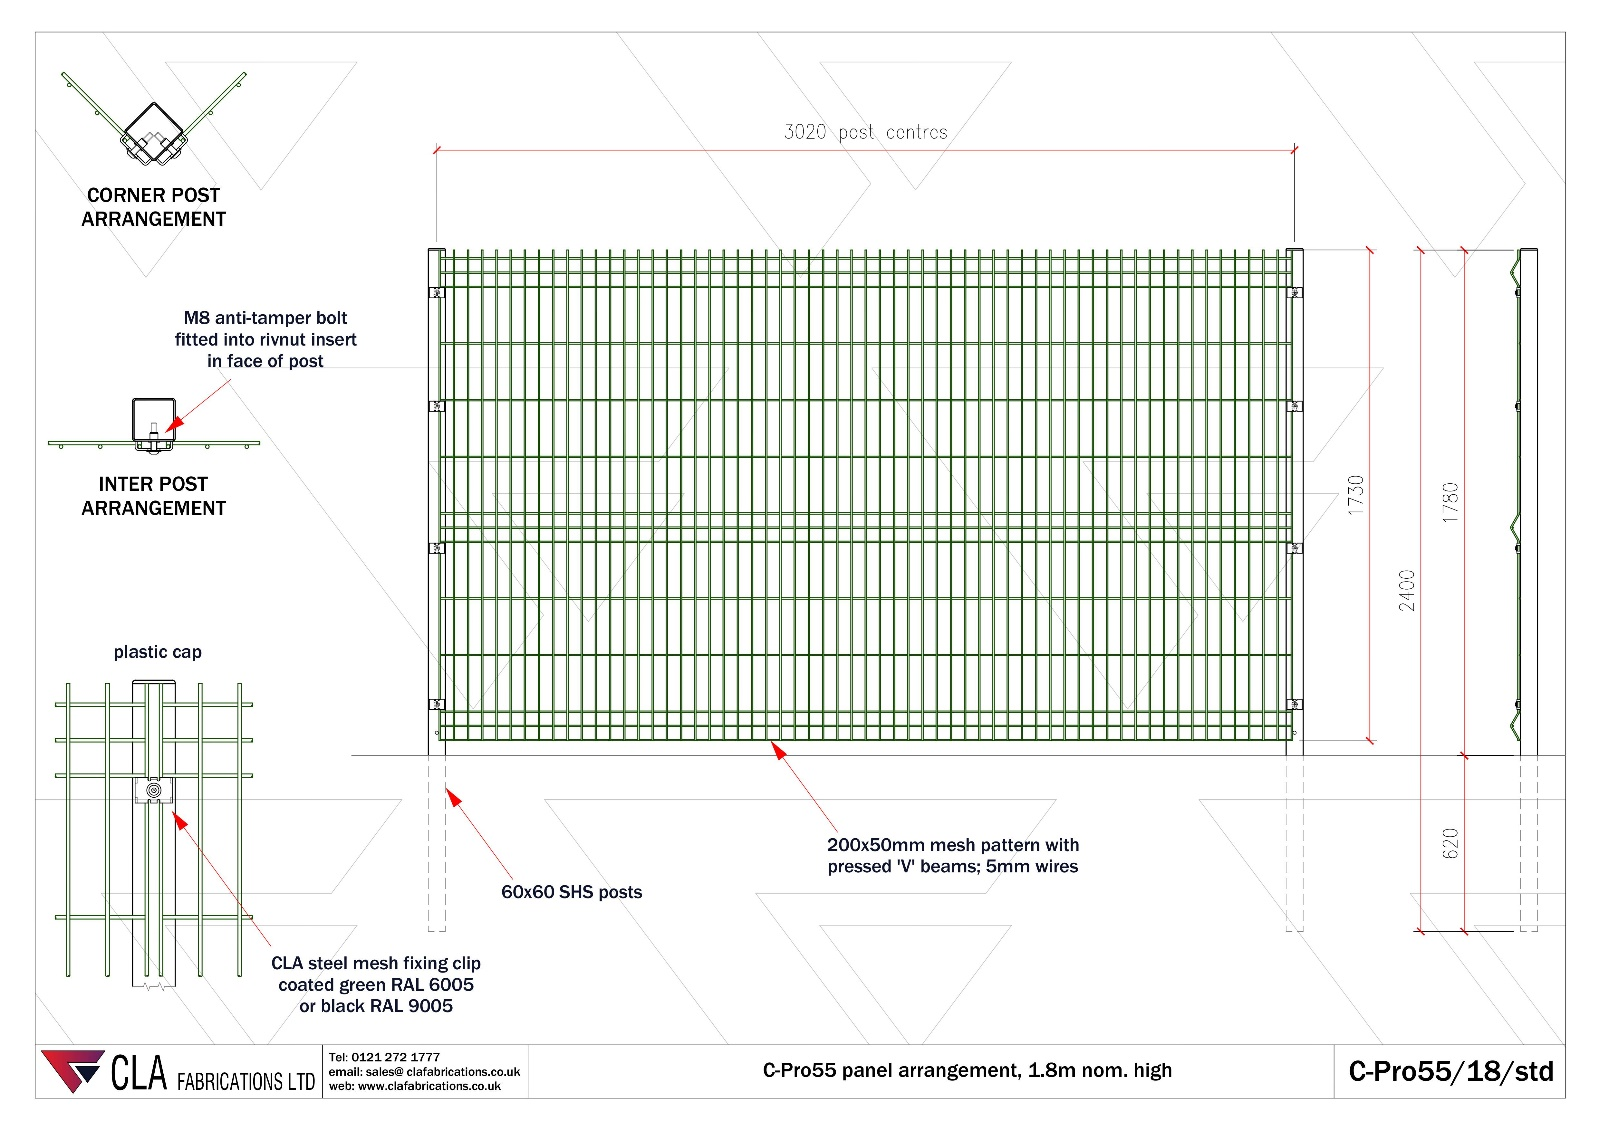 3020 post centres
CORNER POST
ARRANGEMENT
M8 anti-tamper bolt
fitted into rivnut insert
in face of post
INTER POST
ARRANGEMENT
1730
1780
2400
620
plastic cap
200x50mm mesh pattern with
pressed 'V' beams; 5mm wires
60x60 SHS posts
CLA steel mesh fixing clip
coated green RAL 6005
or black RAL 9005
CLA FABRICATIONS LTD
Tel: 0121 272 1777
email: sales@ clafabrications.co.uk
web: www.clafabrications.co.uk
C-Pro55 panel arrangement, 1.8m nom. high
C-Pro55/18/std